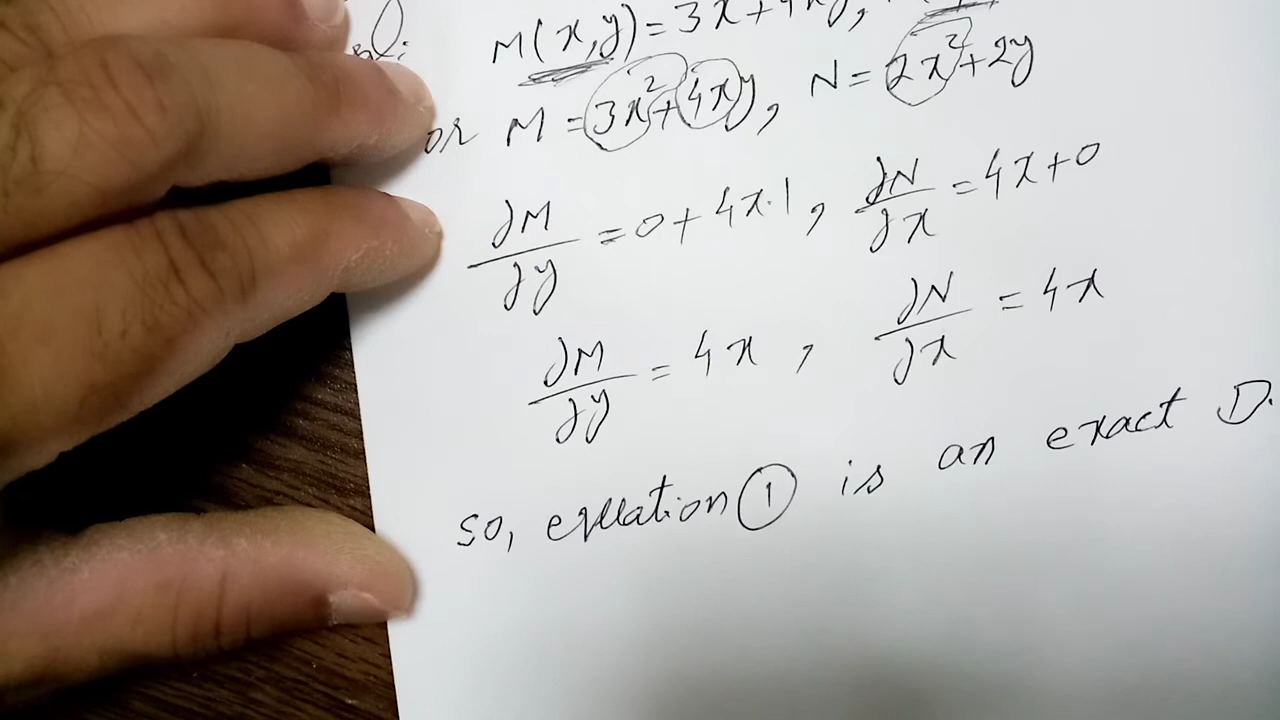 M(x,y) = 3x + 4xy,
or M = 3x² + 4xy, N = 2x² + 2y
∂M/∂y = 0 + 4x·1, ∂N/∂x = 4x + 0
∂M/∂y = 4x, ∂N/∂x = 4x
so, equation ① is an exact D.